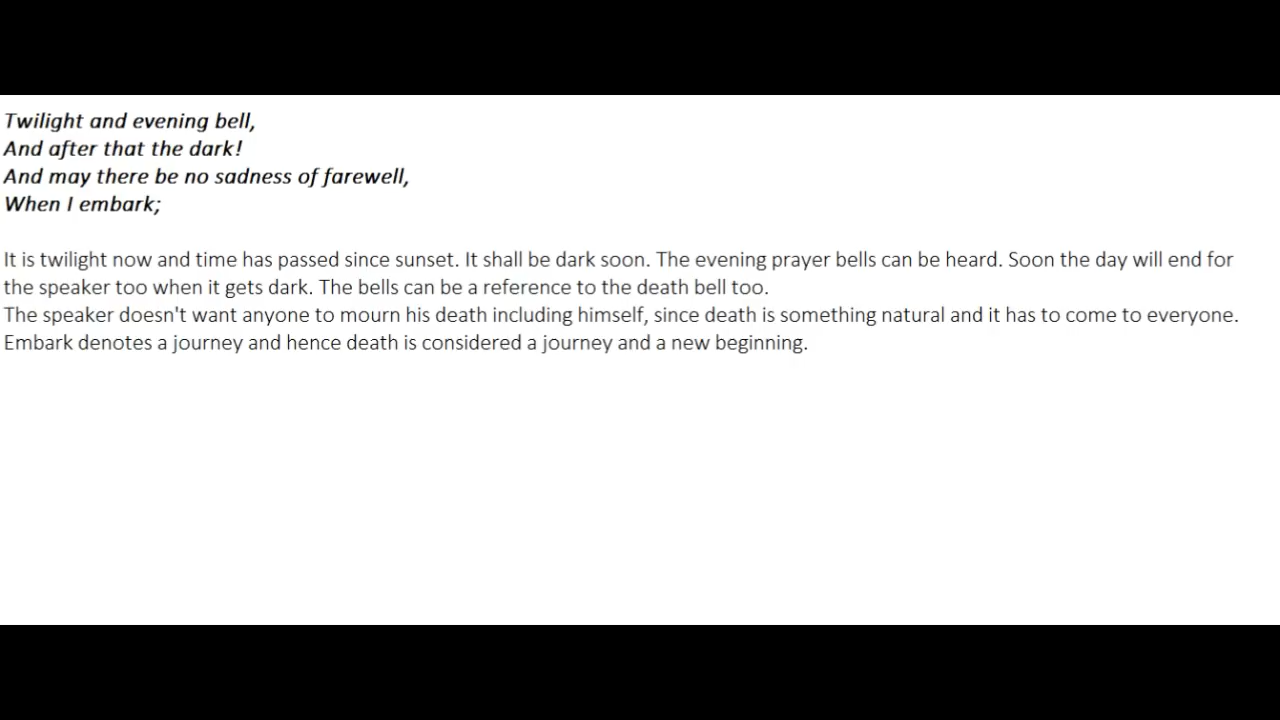 Twilight and evening bell,
And after that the dark!
And may there be no sadness of farewell,
When I embark;
It is twilight now and time has passed since sunset. It shall be dark soon. The evening prayer bells can be heard. Soon the day will end for
the speaker too when it gets dark. The bells can be a reference to the death bell too.
The speaker doesn't want anyone to mourn his death including himself, since death is something natural and it has to come to everyone.
Embark denotes a journey and hence death is considered a journey and a new beginning.